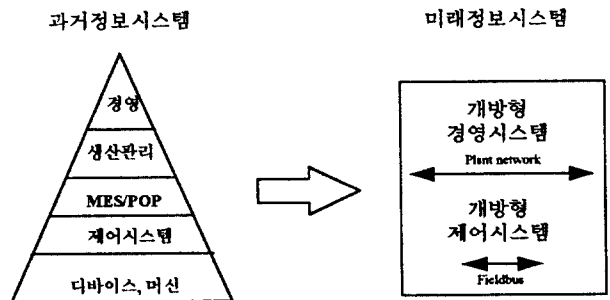 과거정보시스템
미래정보시스템
경영
생산관리
MES/POP
제어시스템
디바이스, 머신
개방형
경영시스템
Plant network
개방형
제어시스템
Fieldbus